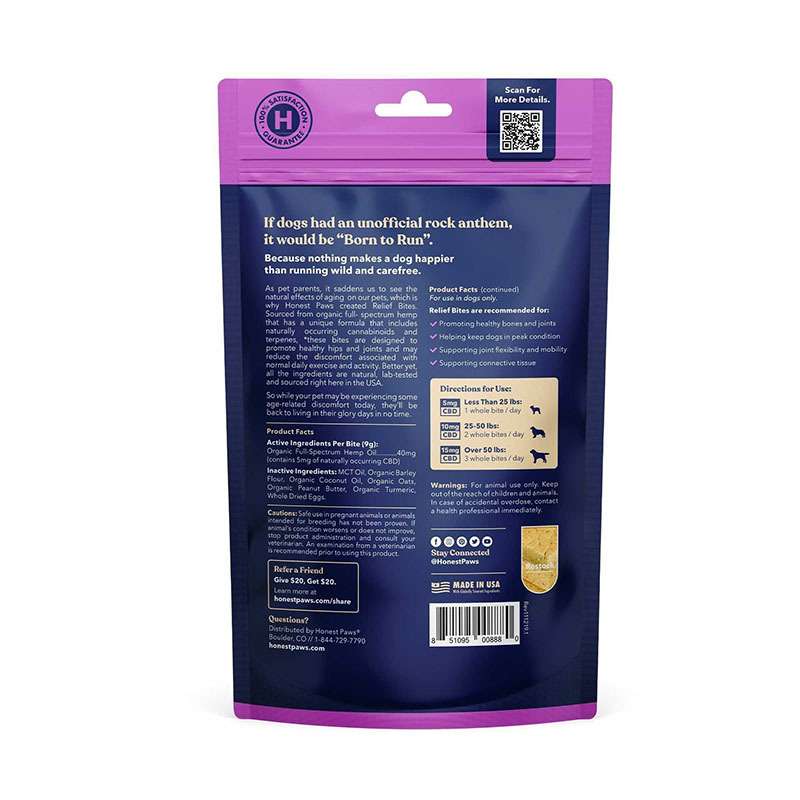 100% SATISFACTION
H
GUARANTEE
Scan For
More Details.
If dogs had an unofficial rock anthem,
it would be “Born to Run”.
Because nothing makes a dog happier
than running wild and carefree.
As pet parents, it saddens us to see the
natural effects of aging on our pets, which is
why Honest Paws created Relief Bites.
Sourced from organic full- spectrum hemp
that has a unique formula that includes
naturally occurring cannabinoids and
terpenes, *these bites are designed to
promote healthy hips and joints and may
reduce the discomfort associated with
normal daily exercise and activity. Better yet,
all the ingredients are natural, lab-tested
and sourced right here in the USA.
So while your pet may be experiencing some
age-related discomfort today, they’ll be
back to living in their glory days in no time.
Product Facts
Active Ingredients Per Bite (9g):
Organic Full-Spectrum Hemp Oil.........40mg
(contains 5mg of naturally occurring CBD)
Inactive Ingredients: MCT Oil, Organic Barley
Flour, Organic Coconut Oil, Organic Oats,
Organic Peanut Butter, Organic Turmeric,
Whole Dried Eggs.
Cautions: Safe use in pregnant animals or animals
intended for breeding has not been proven. If
animal’s condition worsens or does not improve,
stop product administration and consult your
veterinarian. An examination from a veterinarian
is recommended prior to using this product.
Refer a Friend
Give $20, Get $20.
Learn more at
honestpaws.com/share
Questions?
Distributed by Honest Paws®
Boulder, CO // 1-844-729-7790
honestpaws.com
Product Facts (continued)
For use in dogs only.
Relief Bites are recommended for:
Promoting healthy bones and joints
Helping keep dogs in peak condition
Supporting joint flexibility and mobility
Supporting connective tissue
Directions for Use:
5mg CBD Less Than 25 lbs:
1 whole bite / day
10mg CBD 25-50 lbs:
2 whole bites / day
15mg CBD Over 50 lbs:
3 whole bites / day
Warnings: For animal use only. Keep
out of the reach of children and animals.
In case of accidental overdose, contact
a health professional immediately.
Stay Connected
@HonestPaws
Restock
MADE IN USA
With Globally Sourced Ingredients
8 51095 00888 0
Rev112191.1